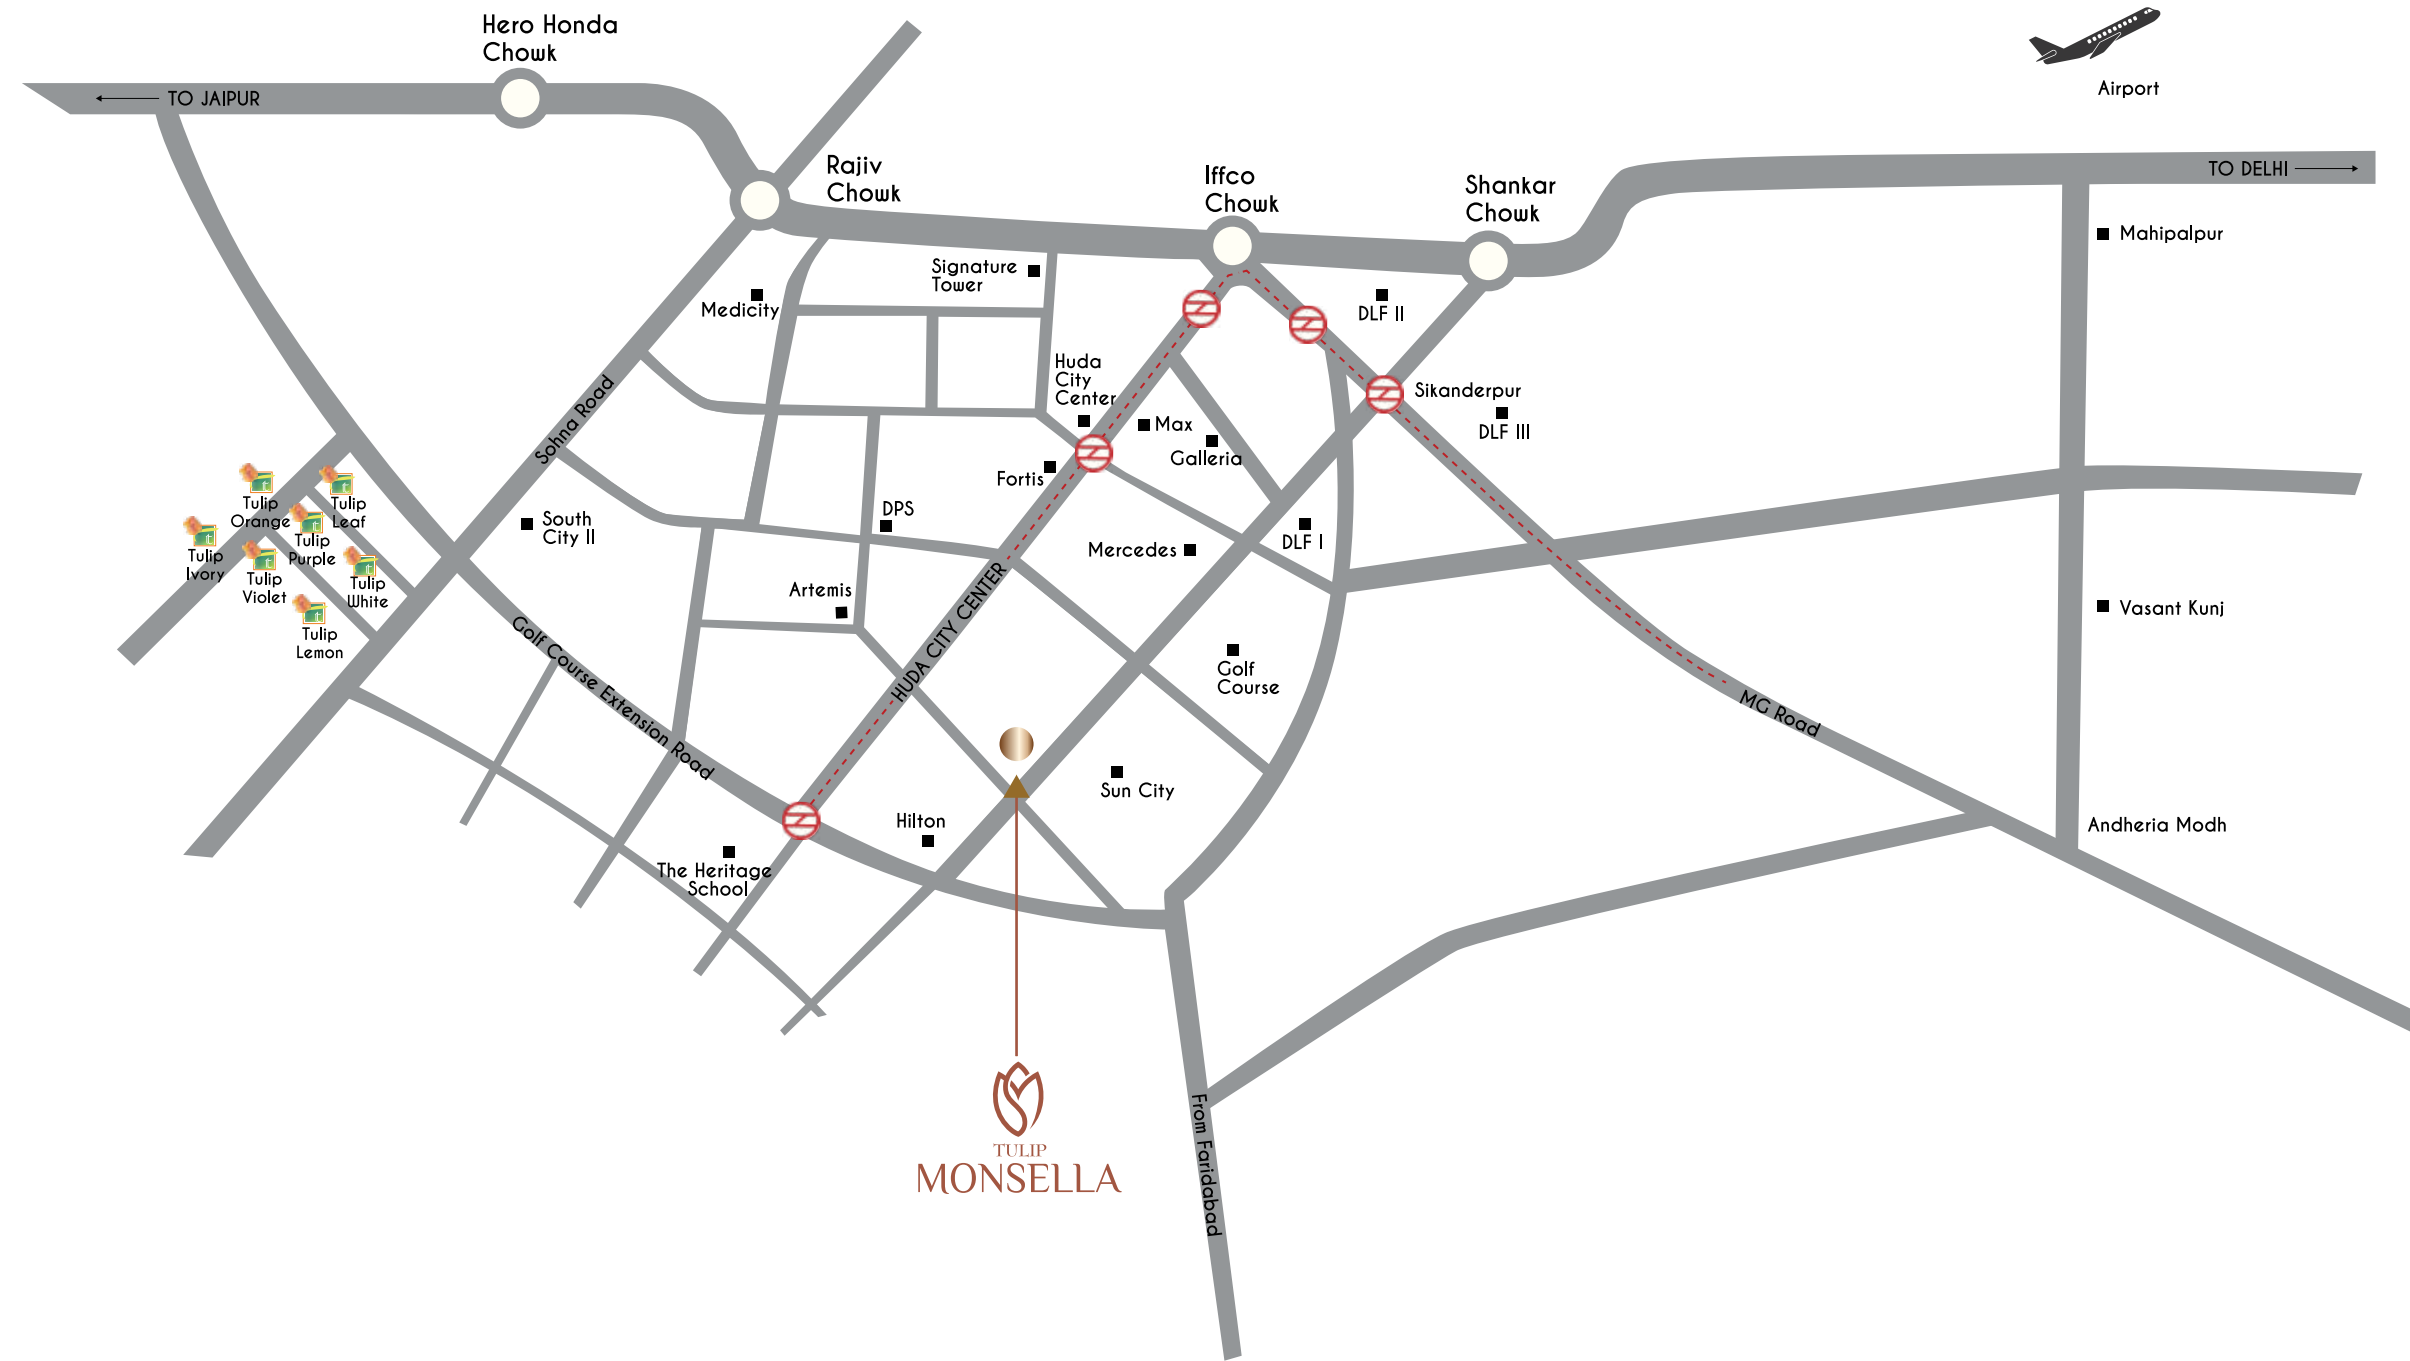 Hero Honda
Chowk
Airport
TO JAIPUR
Rajiv
Chowk
Iffco
Chowk
Shankar
Chowk
TO DELHI
Mahipalpur
Signature
Tower
Medicity
DLF II
Huda
City
Center
Sikanderpur
DLF III
Max
Galleria
Sohna Road
Fortis
Tulip
Orange
Tulip
Leaf
Tulip
Purple
Tulip
Ivory
Tulip
Violet
Tulip
White
Tulip
Lemon
South
City II
DPS
DLF I
Mercedes
Artemis
HUDA CITY CENTER
Vasant Kunj
Golf Course Extension Road
Golf
Course
MG Road
Sun City
Hilton
Andheria Modh
The Heritage
School
From Faridabad
TULIP
MONSELLA